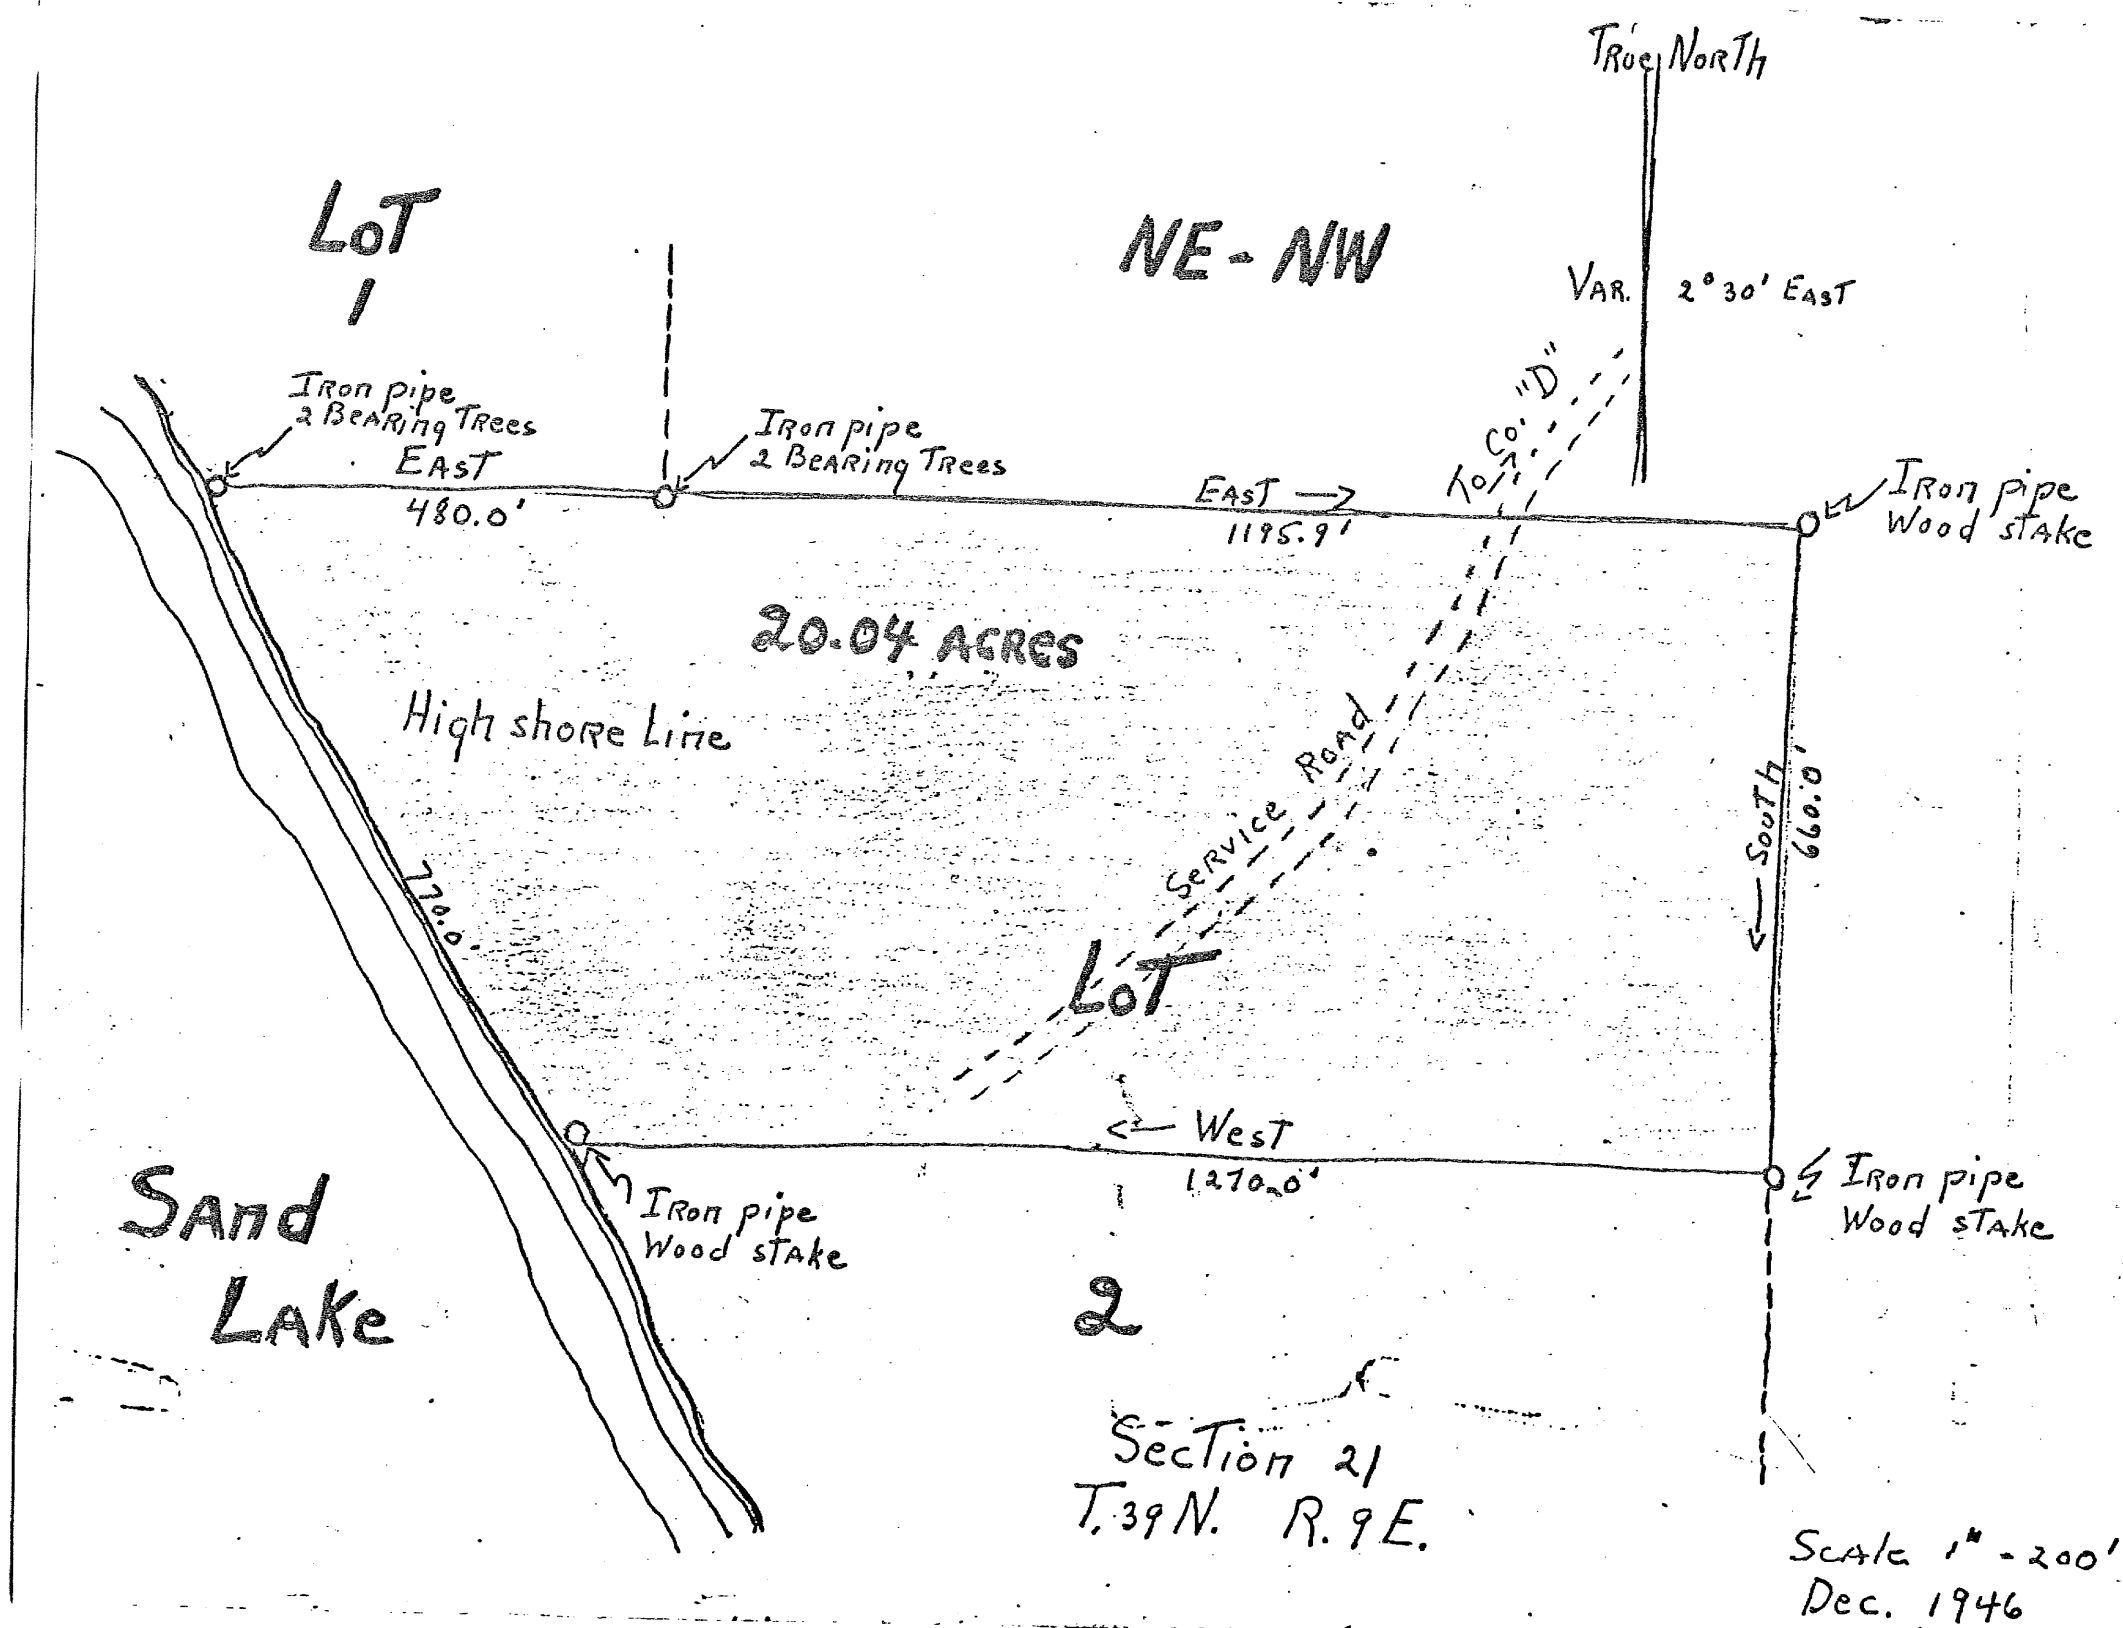 TRue NoRTh
LoT
1
NE - NW
VAR. 2° 30' EAsT
IRon pipe
2 BeARing TRees
EAsT
480.0'
IRon pipe
2 BeARing TRees
EAsT →
1195.9'
To Co. "D"
IRon pipe
Wood sTAke
20.04 ACRes
High shoRe Line
SeRvice RoAd
← SouTh
660.0'
770.0'
LoT
← WesT
1270.0'
IRon pipe
Wood sTAke
IRon pipe
Wood sTAke
SAnd
LAke
2
SecTion 21
T.39N. R.9E.
ScAle 1" - 200'
Dec. 1946